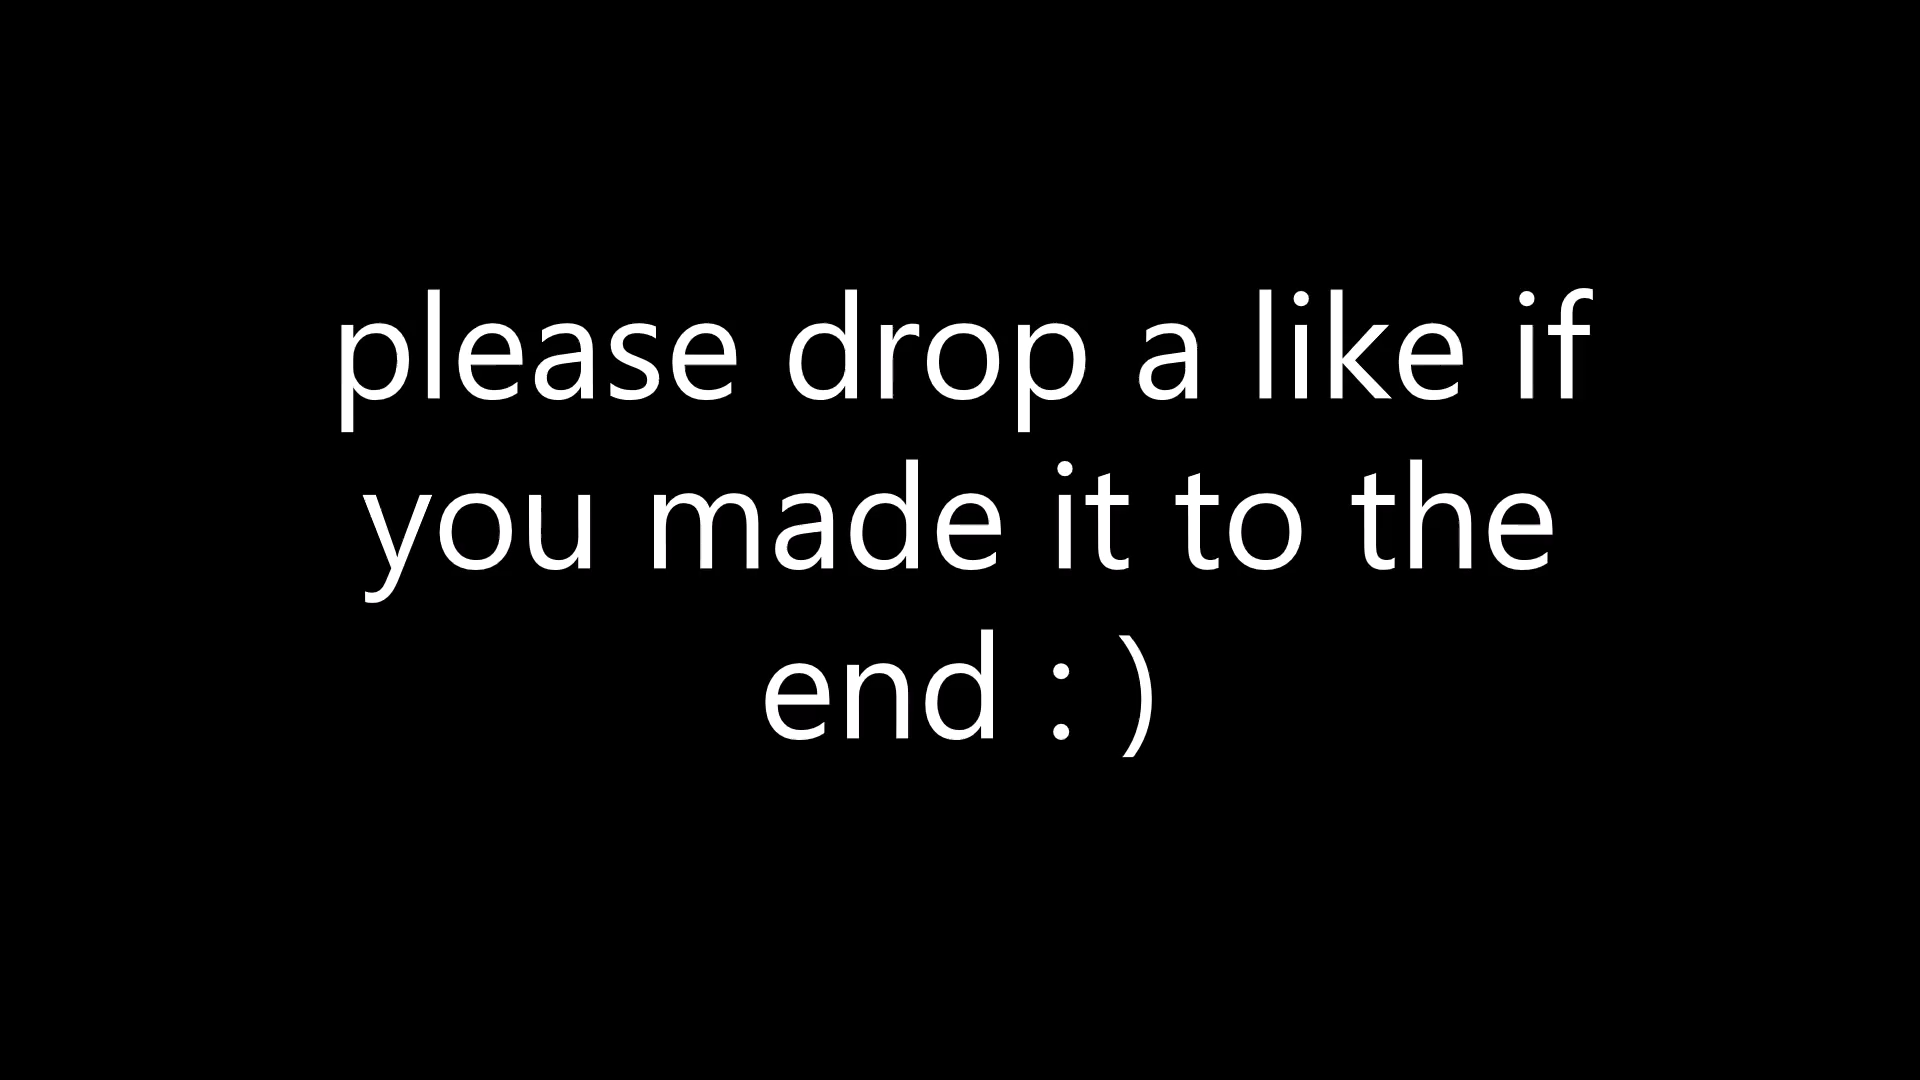 please drop a like if
you made it to the
end : )